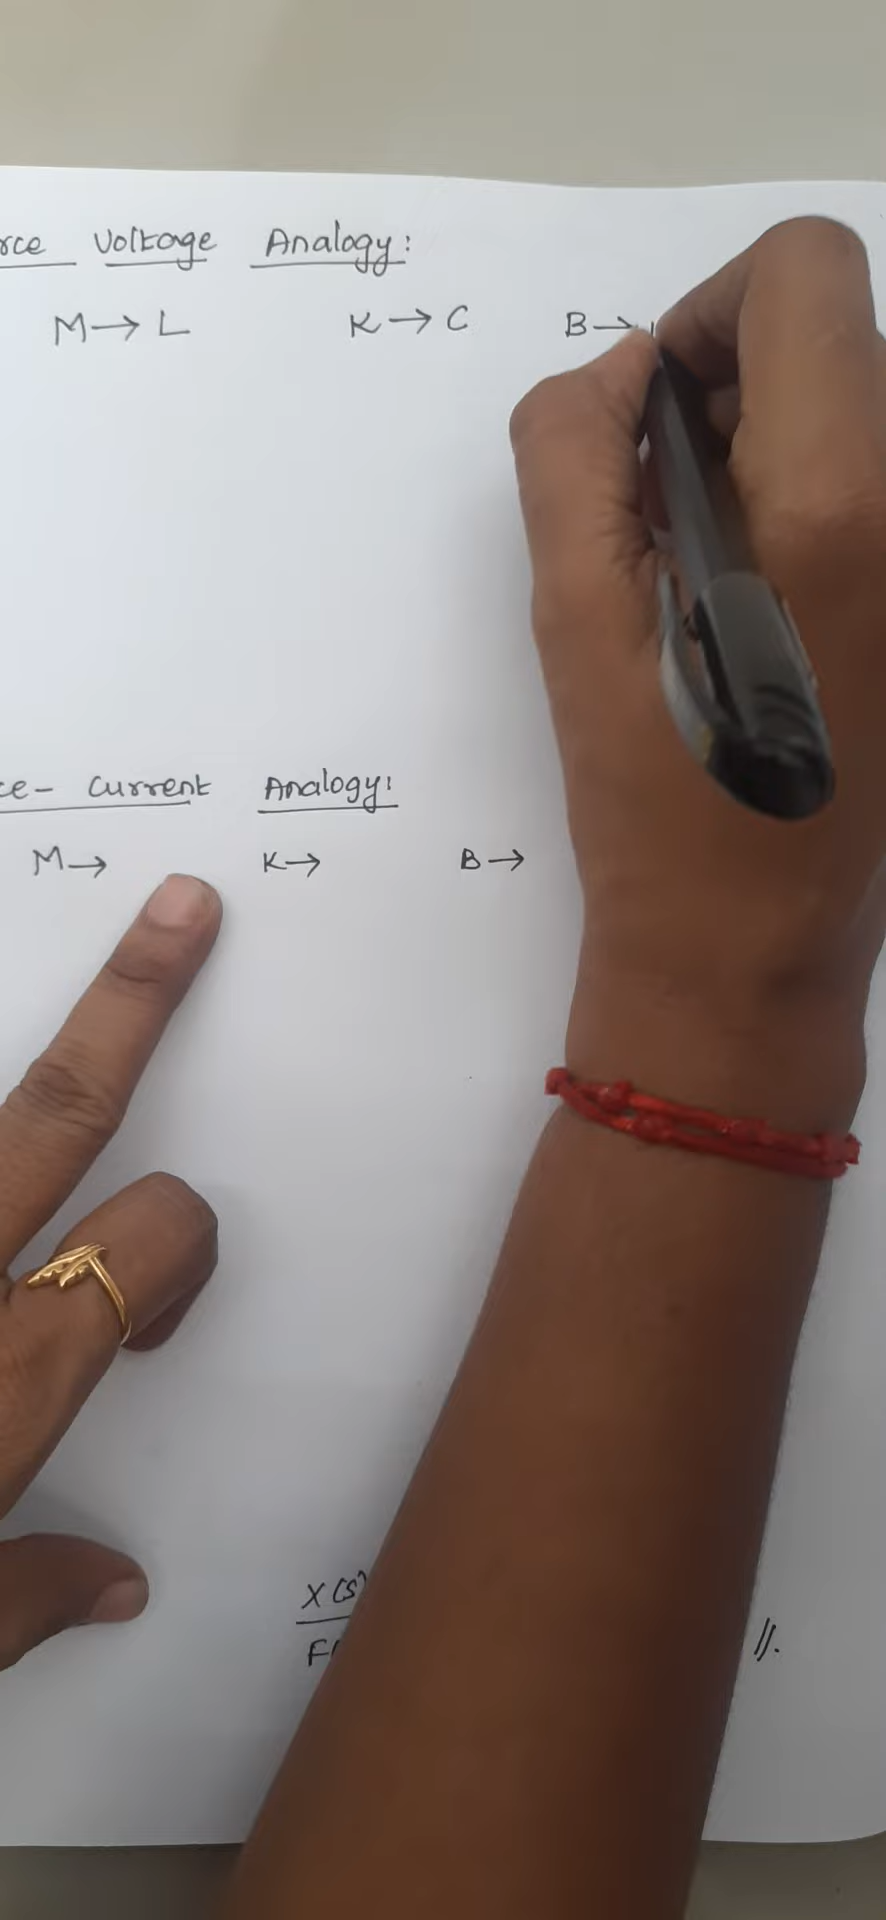 rce Voltage Analogy:
M→ L K→ C B→
ce- Current Analogy:
M→ K→ B→
X(s)
F(
//.